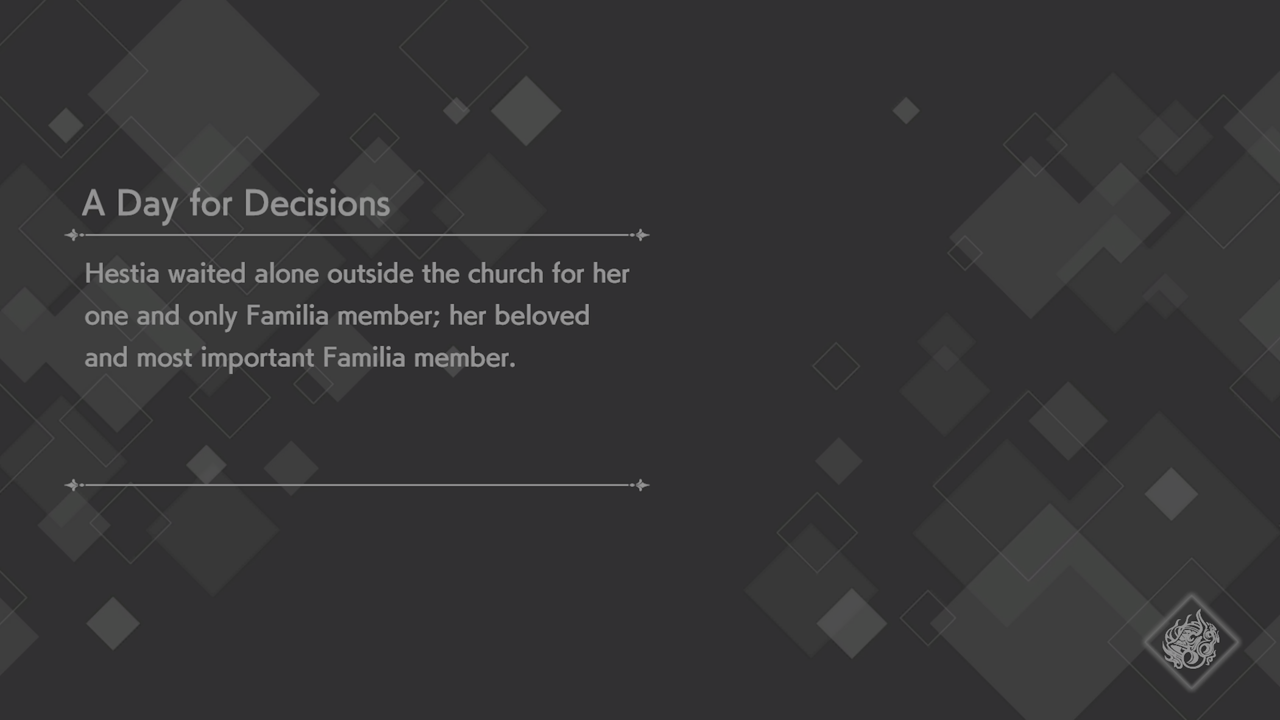 A Day for Decisions
Hestia waited alone outside the church for her
one and only Familia member; her beloved
and most important Familia member.